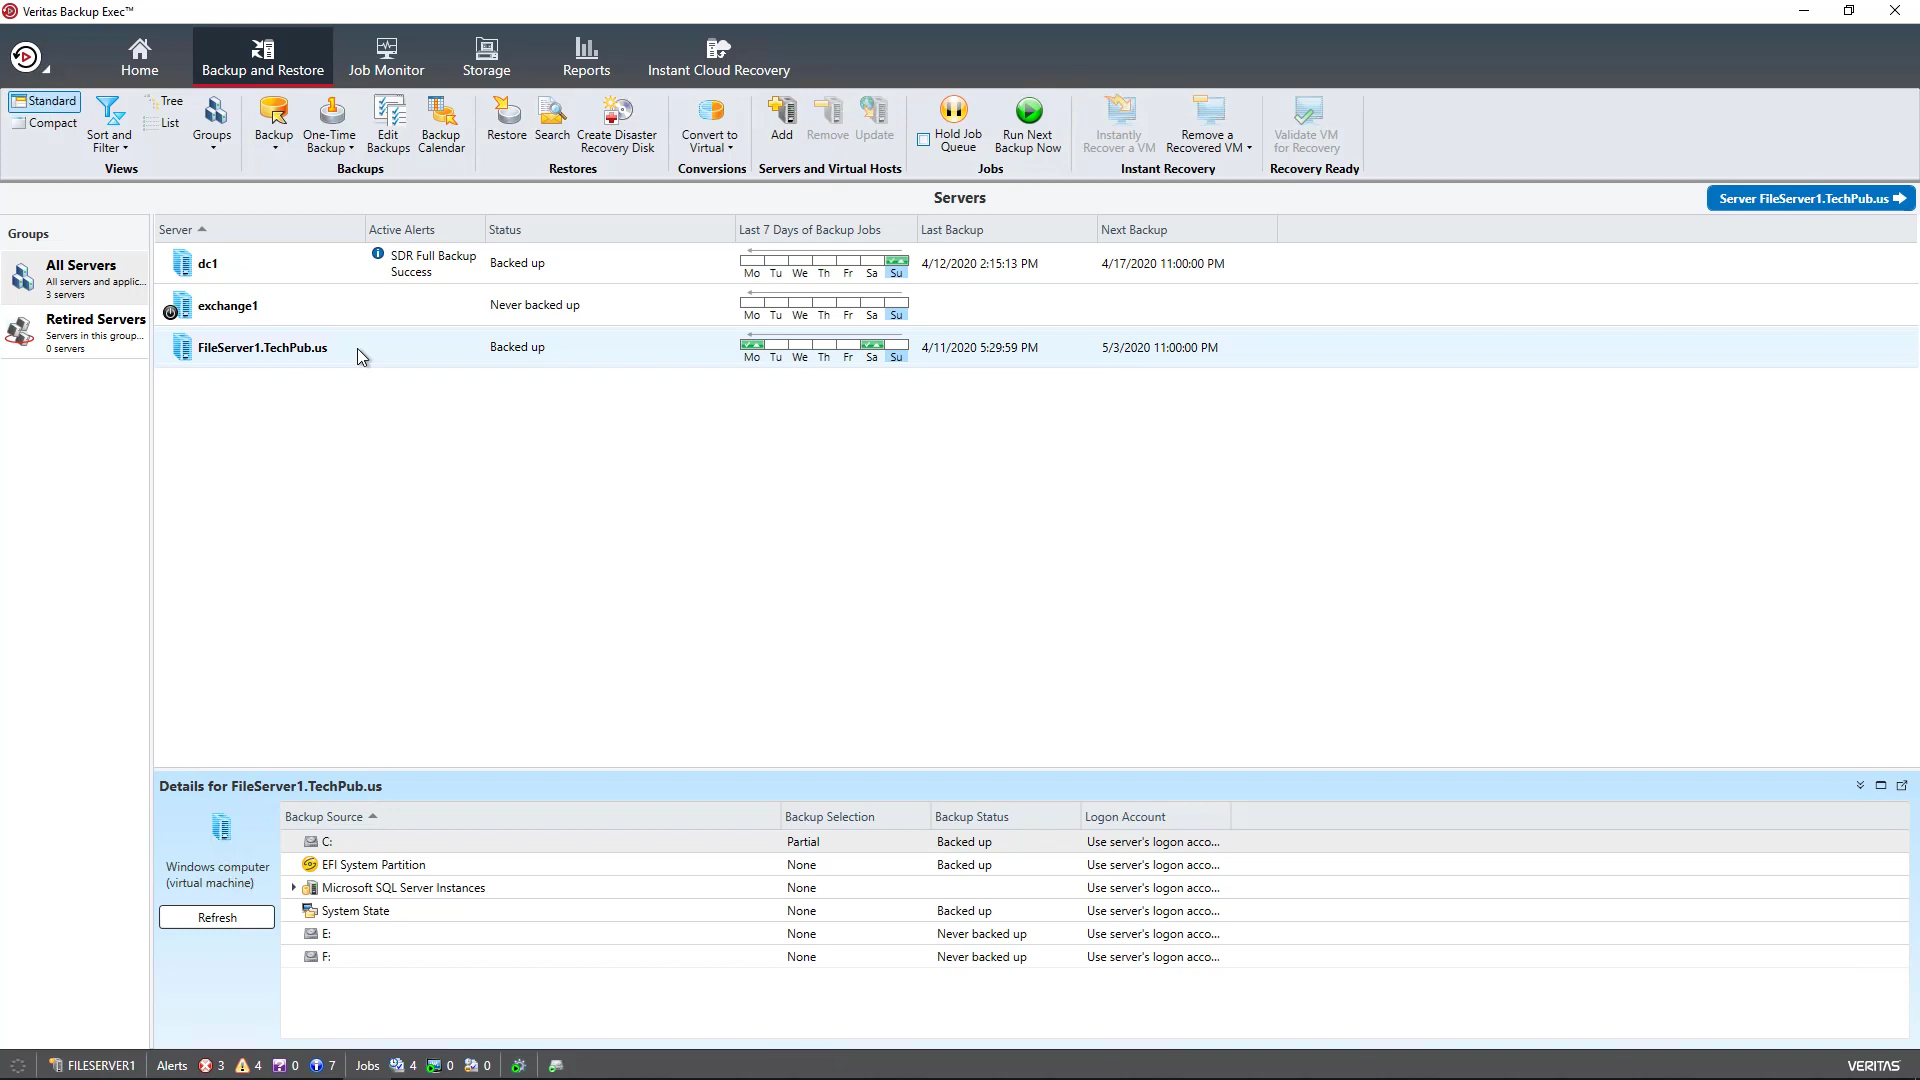 Veritas Backup Exec™
Home
Backup and Restore
Job Monitor
Storage
Reports
Instant Cloud Recovery
Standard
Compact
Sort and
Filter
Tree
List
Groups
Views
Backup
One-Time
Backup
Edit
Backups
Backup
Calendar
Backups
Restore
Search
Create Disaster
Recovery Disk
Restores
Convert to
Virtual
Conversions
Add
Remove
Update
Servers and Virtual Hosts
Hold Job
Queue
Run Next
Backup Now
Jobs
Instantly
Recover a VM
Remove a
Recovered VM
Instant Recovery
Validate VM
for Recovery
Recovery Ready
Servers
Server FileServer1.TechPub.us
Groups
All Servers
All servers and applic...
3 servers
Retired Servers
Servers in this group...
0 servers
Server Active Alerts Status Last 7 Days of Backup Jobs Last Backup Next Backup
dc1 SDR Full Backup
Success Backed up Mo Tu We Th Fr Sa Su 4/12/2020 2:15:13 PM 4/17/2020 11:00:00 PM
exchange1 Never backed up Mo Tu We Th Fr Sa Su
FileServer1.TechPub.us Backed up Mo Tu We Th Fr Sa Su 4/11/2020 5:29:59 PM 5/3/2020 11:00:00 PM
Details for FileServer1.TechPub.us
Windows computer
(virtual machine)
Refresh
Backup Source Backup Selection Backup Status Logon Account
C: Partial Backed up Use server's logon acco...
EFI System Partition None Backed up Use server's logon acco...
Microsoft SQL Server Instances None Use server's logon acco...
System State None Backed up Use server's logon acco...
E: None Never backed up Use server's logon acco...
F: None Never backed up Use server's logon acco...
FILESERVER1 Alerts 3 4 0 7 Jobs 4 0 0 VERITAS